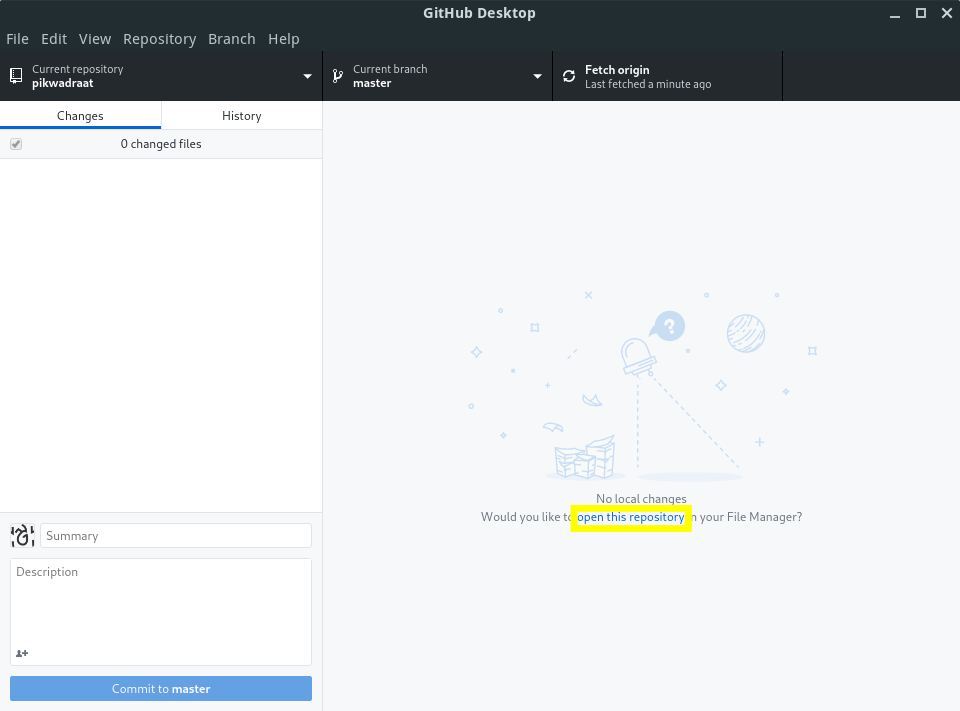 GitHub Desktop
File Edit View Repository Branch Help
Current repository
pikwadraat
Current branch
master
Fetch origin
Last fetched a minute ago
Changes
History
0 changed files
?
No local changes
Would you like to open this repository in your File Manager?
Summary
Description
Commit to master